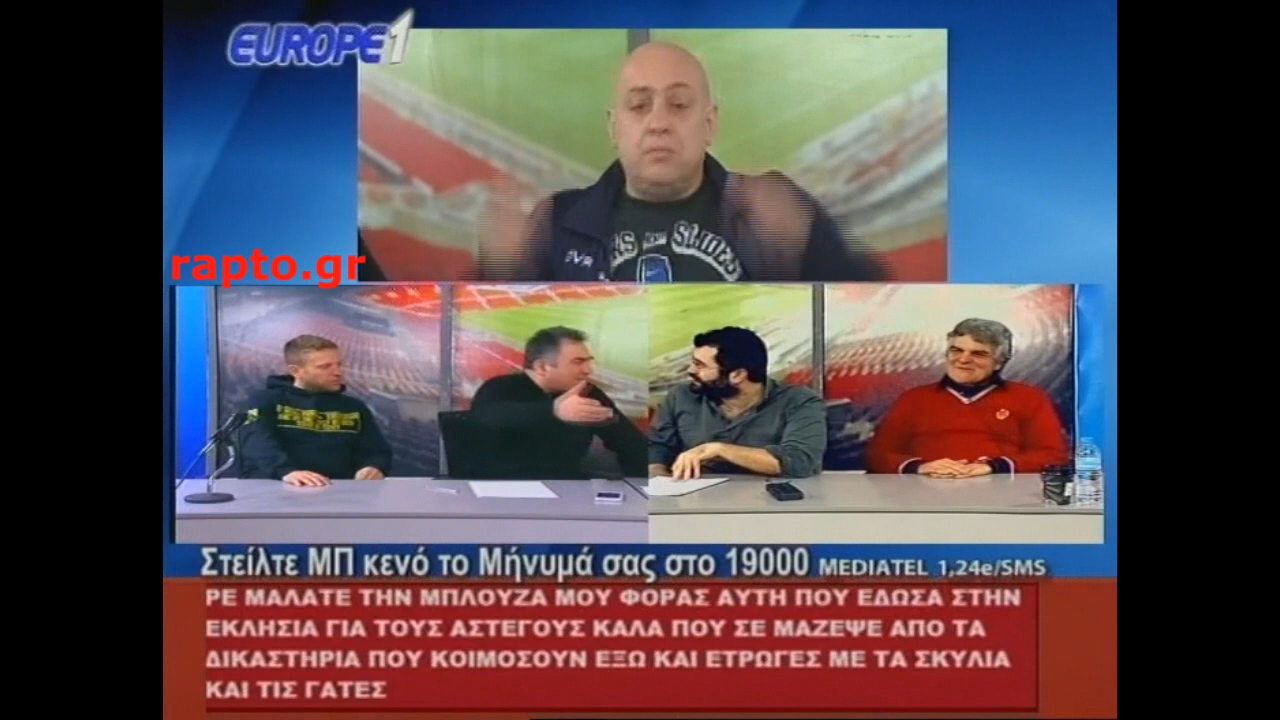 EUROPE 1
AND SLIDES
rapto.gr
Στείλτε ΜΠ κενό το Μήνυμά σας στο 19000 MEDIATEL 1,24e/SMS
ΡΕ ΜΑΛΑΤΕ ΤΗΝ ΜΠΛΟΥΖΑ ΜΟΥ ΦΟΡΑΣ ΑΥΤΗ ΠΟΥ ΕΔΩΣΑ ΣΤΗΝ
ΕΚΛΗΣΙΑ ΓΙΑ ΤΟΥΣ ΑΣΤΕΓΟΥΣ ΚΑΛΑ ΠΟΥ ΣΕ ΜΑΖΕΨΕ ΑΠΟ ΤΑ
ΔΙΚΑΣΤΗΡΙΑ ΠΟΥ ΚΟΙΜΟΣΟΥΝ ΕΞΩ ΚΑΙ ΕΤΡΩΓΕΣ ΜΕ ΤΑ ΣΚΥΛΙΑ
ΚΑΙ ΤΙΣ ΓΑΤΕΣ